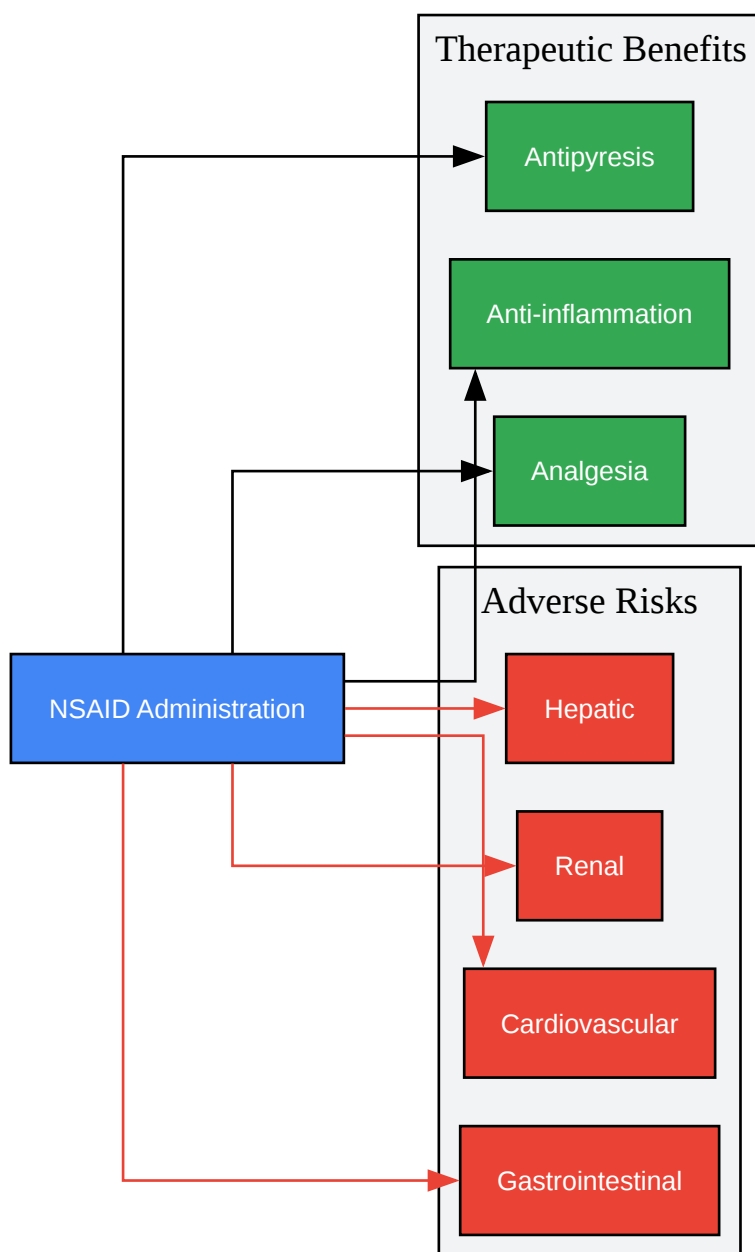 Therapeutic Benefits
Antipyresis
Anti-inflammation
Analgesia
Adverse Risks
NSAID Administration
Hepatic
Renal
Cardiovascular
Gastrointestinal